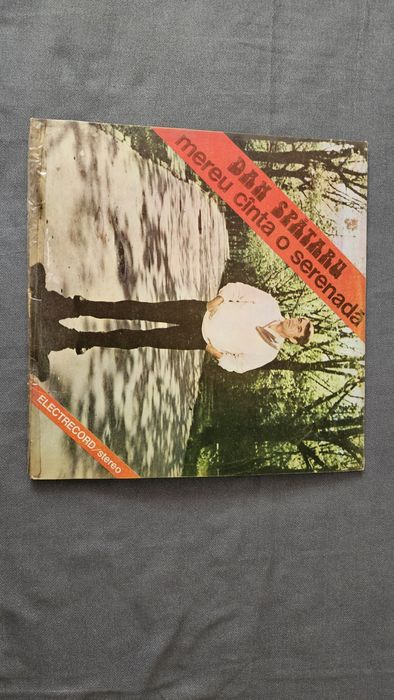 DAN SPĂTARU
mereu cînta o serenadă
ELECTRECORD/stereo